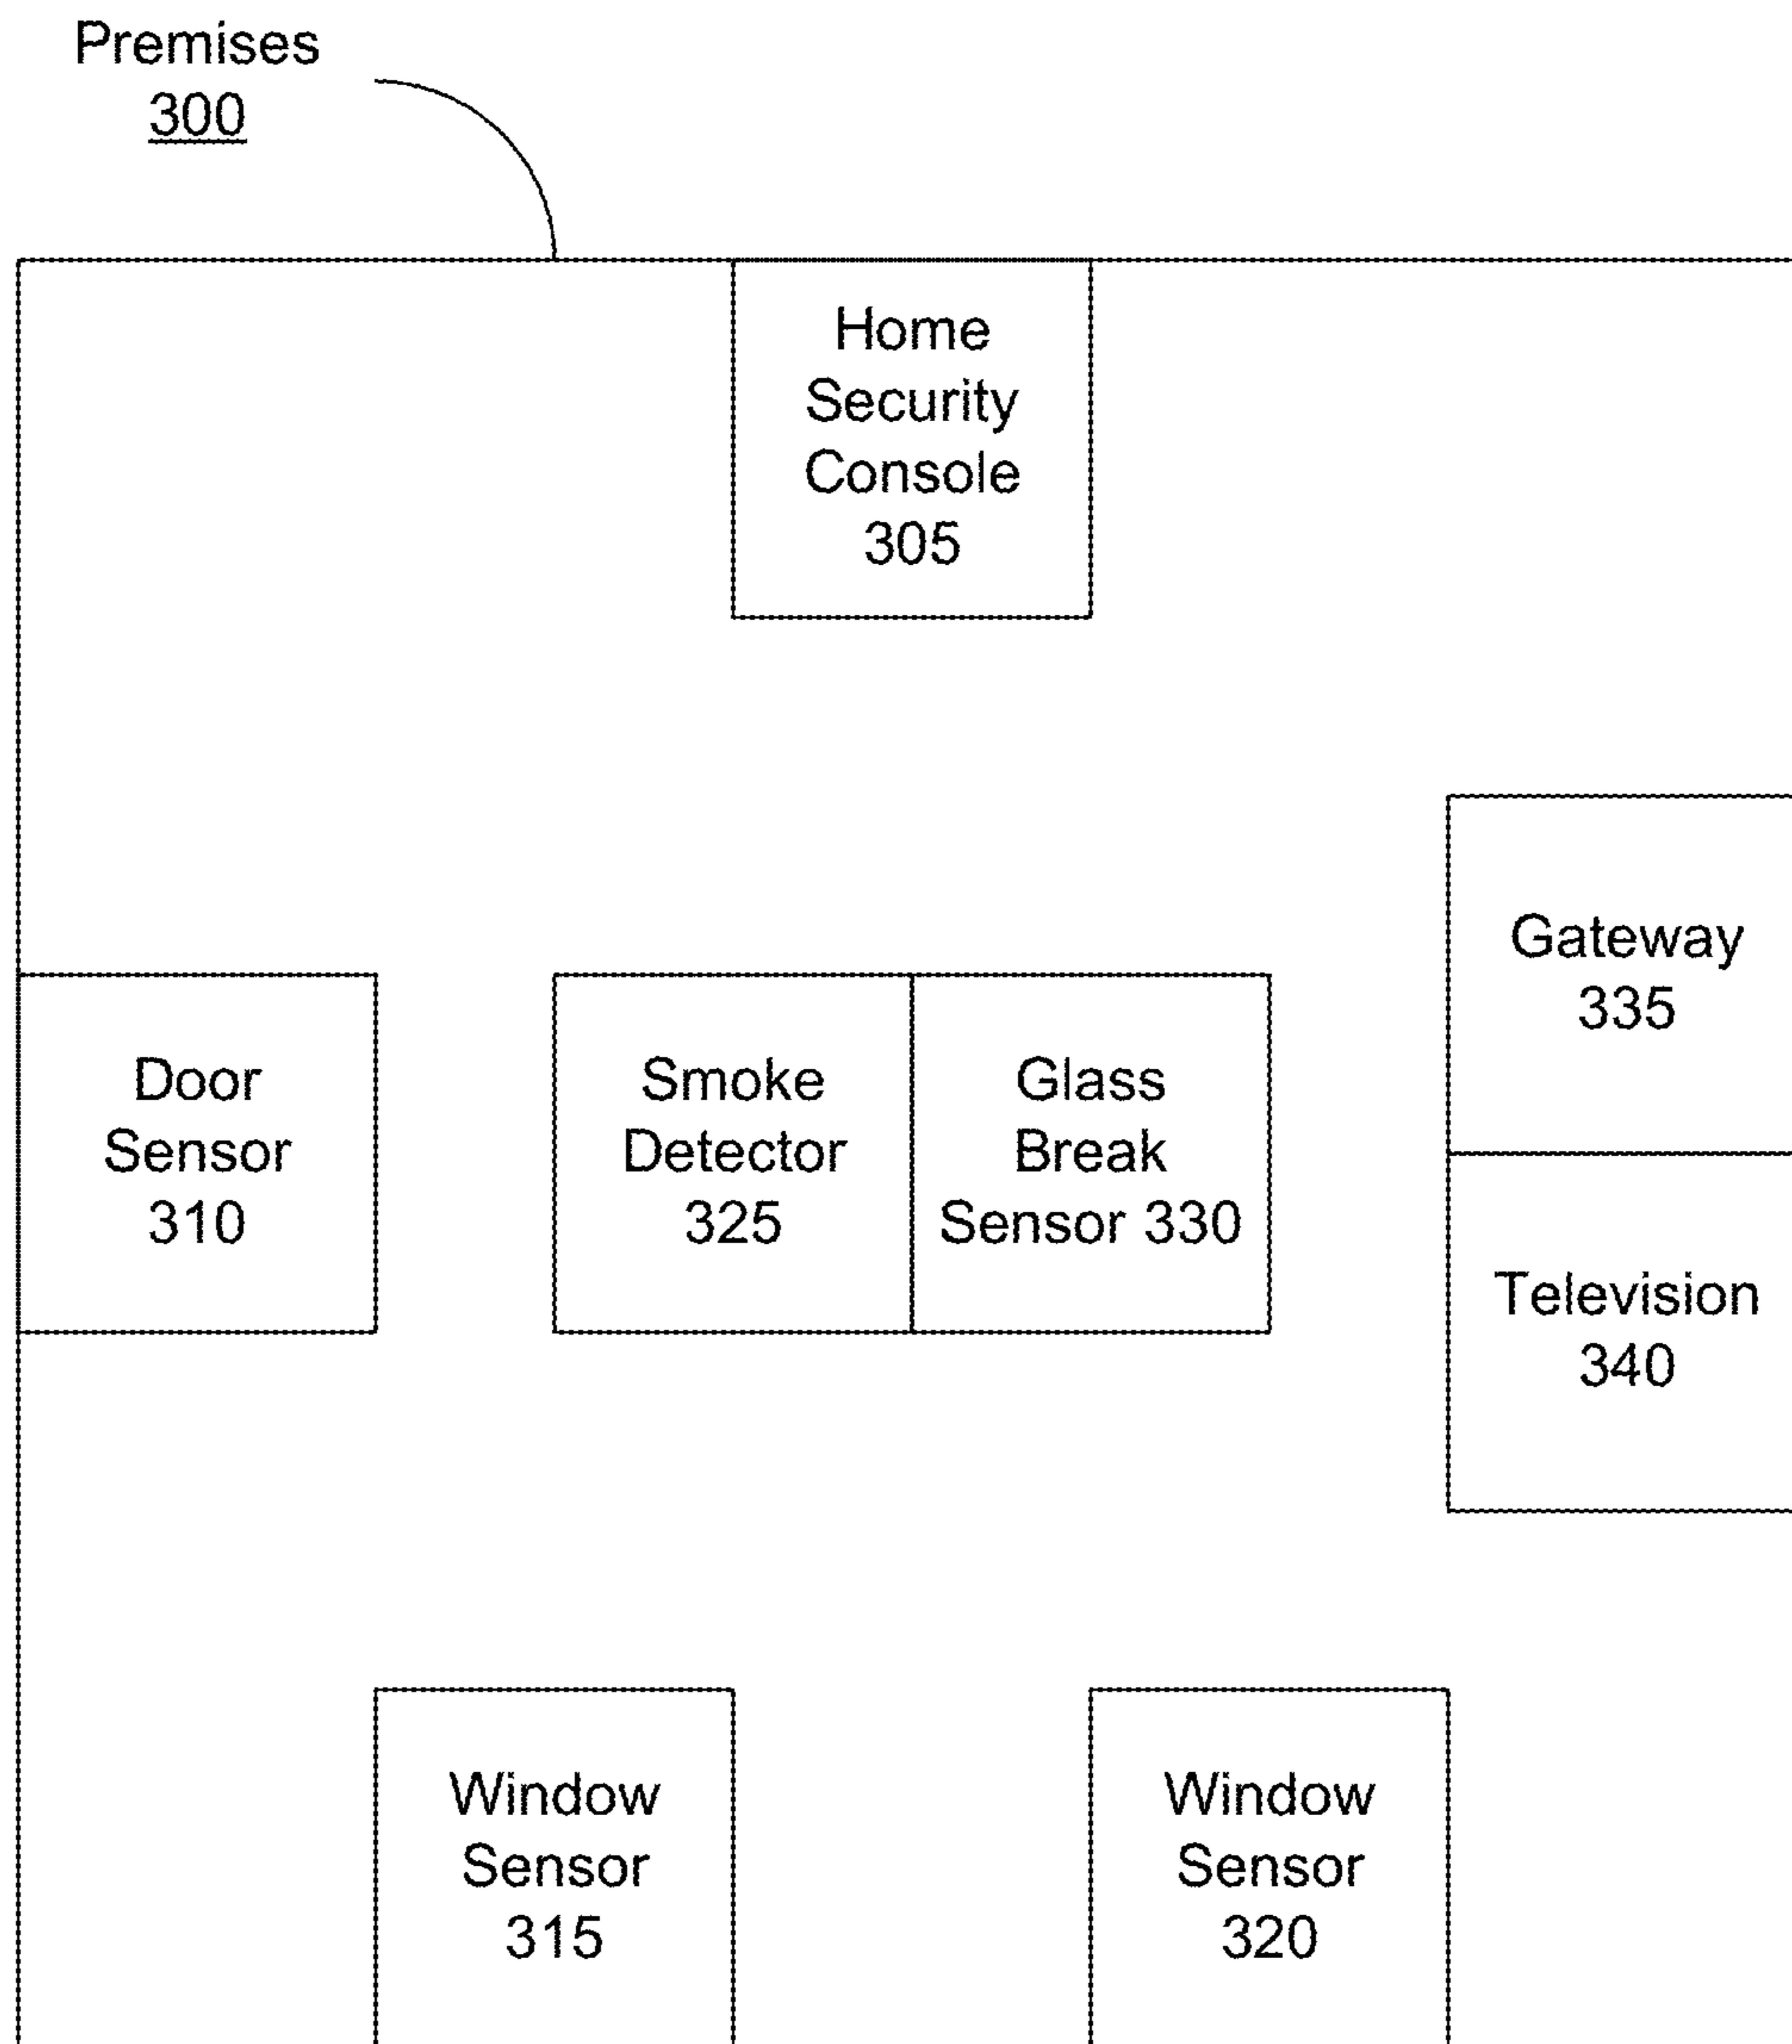 Premises
300
Home
Security
Console
305
Gateway
335
Door
Sensor
310
Smoke
Detector
325
Glass
Break
Sensor 330
Television
340
Window
Sensor
315
Window
Sensor
320